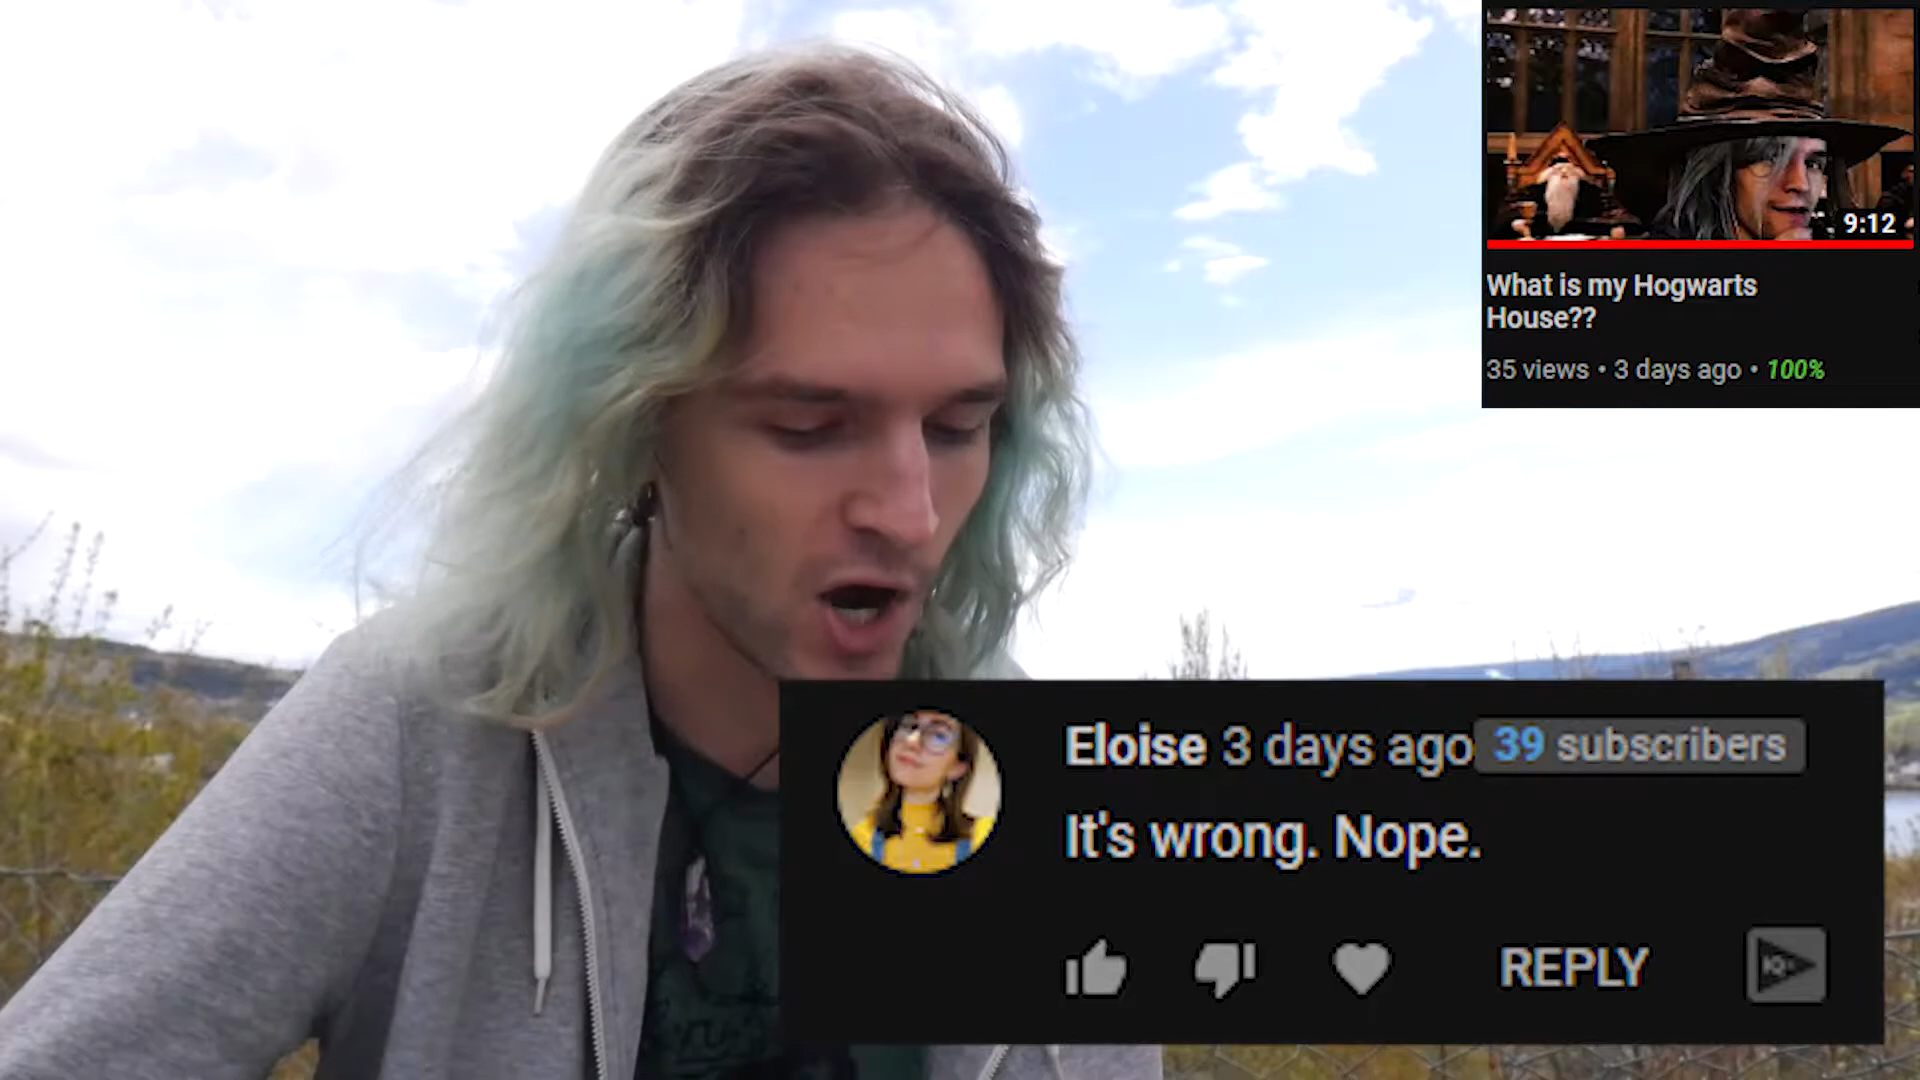 9:12
What is my Hogwarts
House??
35 views • 3 days ago • 100%
Eloise 3 days ago 39 subscribers
It's wrong. Nope.
REPLY